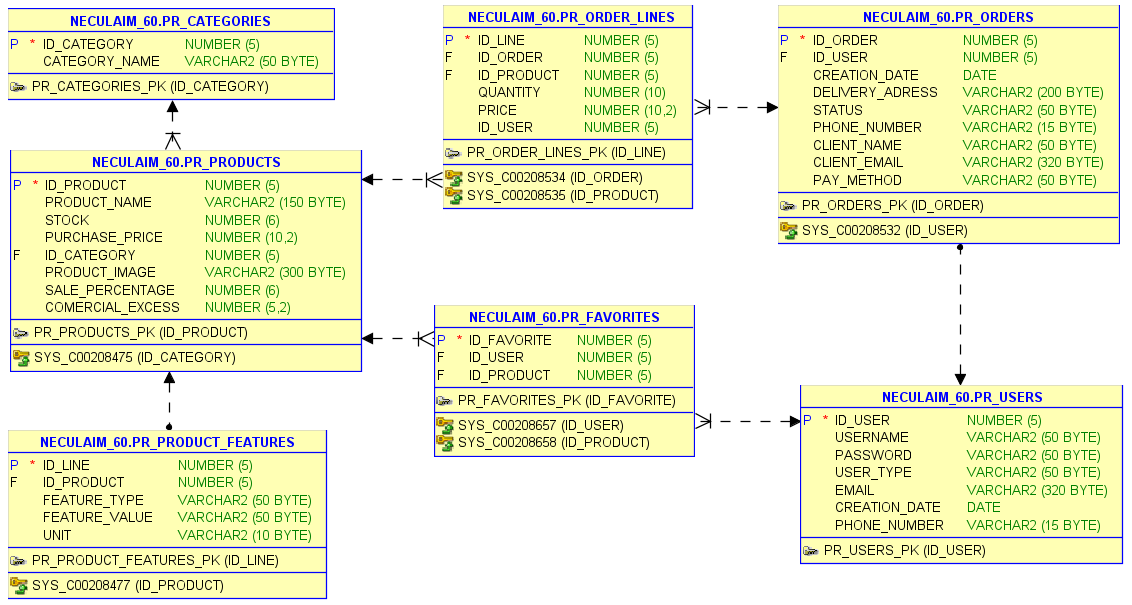 NECULAIM_60.PR_CATEGORIES
P * ID_CATEGORY NUMBER (5)
CATEGORY_NAME VARCHAR2 (50 BYTE)
PR_CATEGORIES_PK (ID_CATEGORY)
NECULAIM_60.PR_ORDER_LINES
P * ID_LINE NUMBER (5)
F ID_ORDER NUMBER (5)
F ID_PRODUCT NUMBER (5)
QUANTITY NUMBER (10)
PRICE NUMBER (10,2)
ID_USER NUMBER (5)
PR_ORDER_LINES_PK (ID_LINE)
SYS_C00208534 (ID_ORDER)
SYS_C00208535 (ID_PRODUCT)
NECULAIM_60.PR_ORDERS
P * ID_ORDER NUMBER (5)
F ID_USER NUMBER (5)
CREATION_DATE DATE
DELIVERY_ADRESS VARCHAR2 (200 BYTE)
STATUS VARCHAR2 (50 BYTE)
PHONE_NUMBER VARCHAR2 (15 BYTE)
CLIENT_NAME VARCHAR2 (50 BYTE)
CLIENT_EMAIL VARCHAR2 (320 BYTE)
PAY_METHOD VARCHAR2 (50 BYTE)
PR_ORDERS_PK (ID_ORDER)
SYS_C00208532 (ID_USER)
NECULAIM_60.PR_PRODUCTS
P * ID_PRODUCT NUMBER (5)
PRODUCT_NAME VARCHAR2 (150 BYTE)
STOCK NUMBER (6)
PURCHASE_PRICE NUMBER (10,2)
F ID_CATEGORY NUMBER (5)
PRODUCT_IMAGE VARCHAR2 (300 BYTE)
SALE_PERCENTAGE NUMBER (6)
COMERCIAL_EXCESS NUMBER (5,2)
PR_PRODUCTS_PK (ID_PRODUCT)
SYS_C00208475 (ID_CATEGORY)
NECULAIM_60.PR_FAVORITES
P * ID_FAVORITE NUMBER (5)
F ID_USER NUMBER (5)
F ID_PRODUCT NUMBER (5)
PR_FAVORITES_PK (ID_FAVORITE)
SYS_C00208657 (ID_USER)
SYS_C00208658 (ID_PRODUCT)
NECULAIM_60.PR_USERS
P * ID_USER NUMBER (5)
USERNAME VARCHAR2 (50 BYTE)
PASSWORD VARCHAR2 (50 BYTE)
USER_TYPE VARCHAR2 (50 BYTE)
EMAIL VARCHAR2 (320 BYTE)
CREATION_DATE DATE
PHONE_NUMBER VARCHAR2 (15 BYTE)
PR_USERS_PK (ID_USER)
NECULAIM_60.PR_PRODUCT_FEATURES
P * ID_LINE NUMBER (5)
F ID_PRODUCT NUMBER (5)
FEATURE_TYPE VARCHAR2 (50 BYTE)
FEATURE_VALUE VARCHAR2 (50 BYTE)
UNIT VARCHAR2 (10 BYTE)
PR_PRODUCT_FEATURES_PK (ID_LINE)
SYS_C00208477 (ID_PRODUCT)